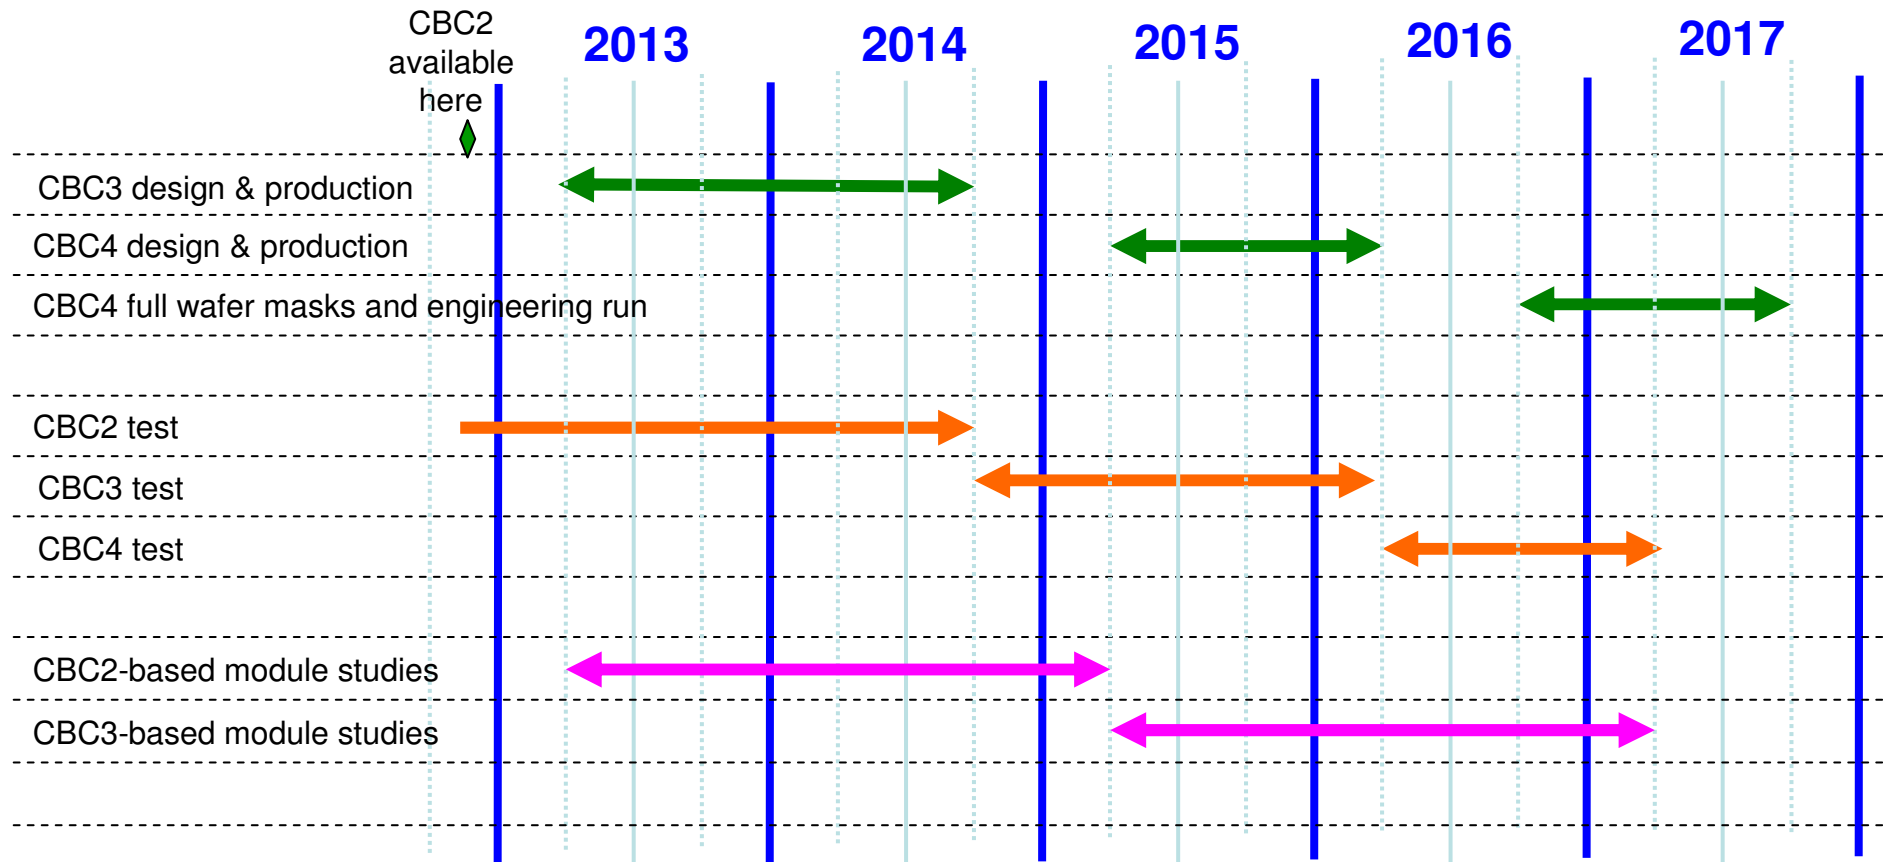 CBC2
available
here
2013
2014
2015
2016
2017
CBC3 design & production
CBC4 design & production
CBC4 full wafer masks and engineering run
CBC2 test
CBC3 test
CBC4 test
CBC2-based module studies
CBC3-based module studies